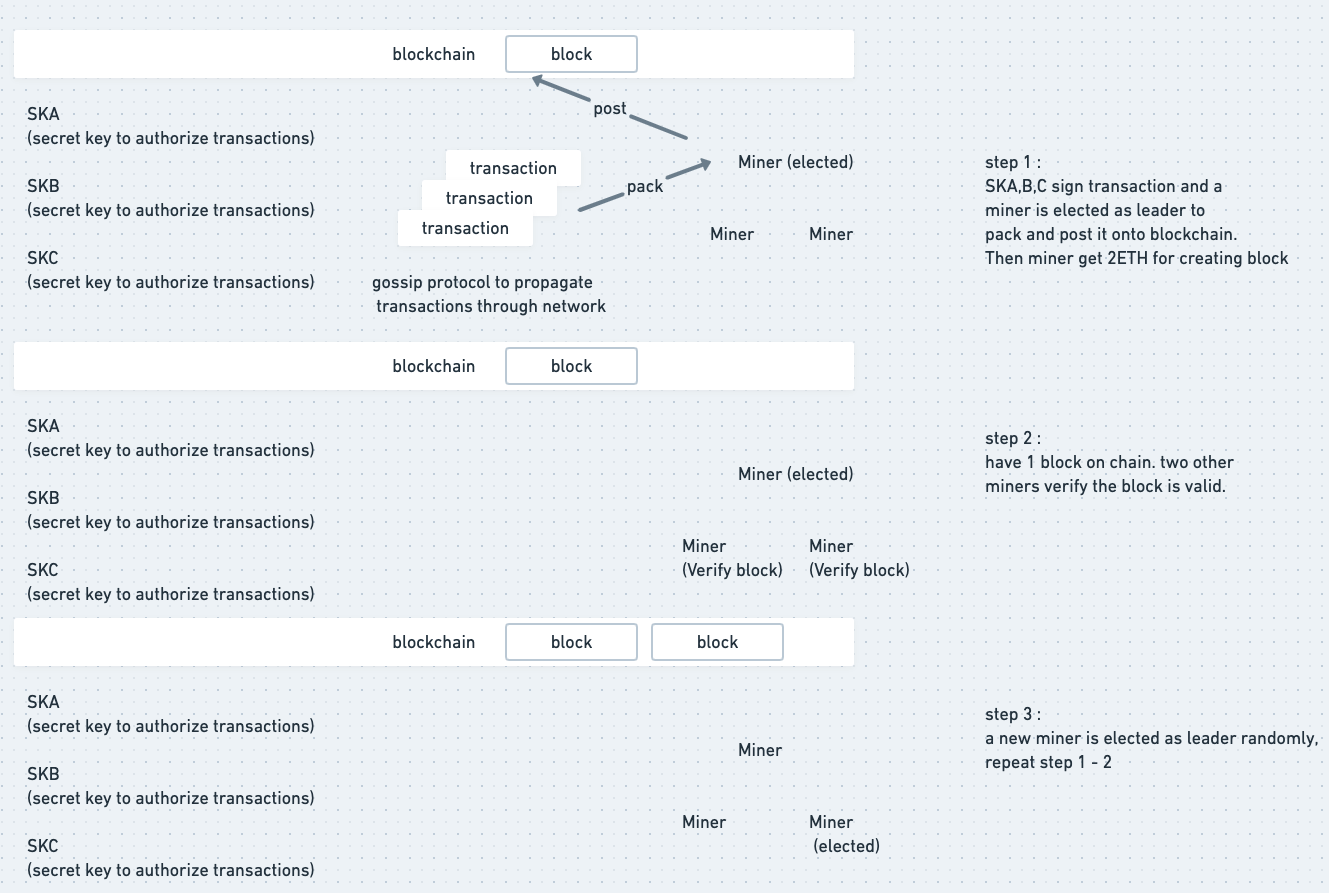 blockchain
block
SKA
(secret key to authorize transactions)
SKB
(secret key to authorize transactions)
SKC
(secret key to authorize transactions)
post
transaction
transaction
transaction
pack
gossip protocol to propagate
transactions through network
Miner (elected)
Miner
Miner
step 1 :
SKA,B,C sign transaction and a
miner is elected as leader to
pack and post it onto blockchain.
Then miner get 2ETH for creating block
blockchain
block
SKA
(secret key to authorize transactions)
SKB
(secret key to authorize transactions)
SKC
(secret key to authorize transactions)
Miner (elected)
Miner
(Verify block)
Miner
(Verify block)
step 2 :
have 1 block on chain. two other
miners verify the block is valid.
blockchain
block
block
SKA
(secret key to authorize transactions)
SKB
(secret key to authorize transactions)
SKC
(secret key to authorize transactions)
Miner
Miner
Miner
(elected)
step 3 :
a new miner is elected as leader randomly,
repeat step 1 - 2